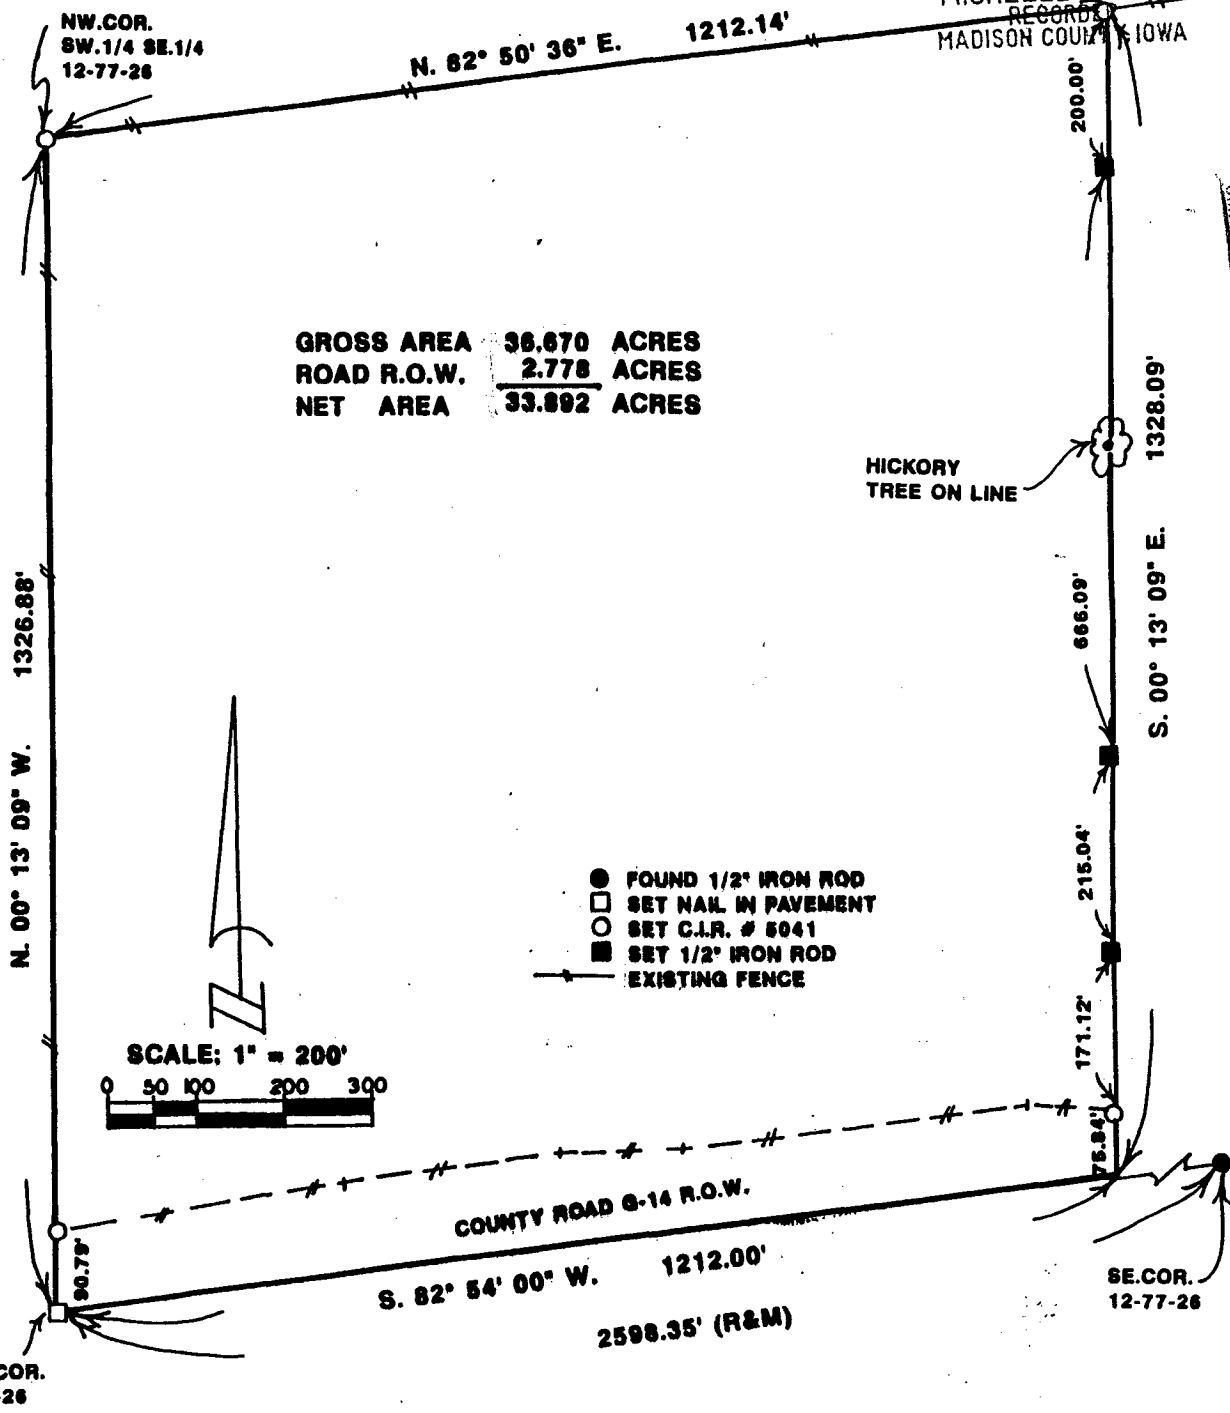 NW.COR.
SW.1/4 SE.1/4
12-77-26
N. 82° 50' 36" E. 1212.14'
RECORDE
MADISON COUNTY IOWA
200.00'
GROSS AREA 36.670 ACRES
ROAD R.O.W. 2.778 ACRES
NET AREA 33.892 ACRES
HICKORY
TREE ON LINE
1328.09'
S. 00° 13' 09" E.
666.09'
N. 00° 13' 09" W. 1326.88'
215.04'
171.12'
75.84'
FOUND 1/2" IRON ROD
SET NAIL IN PAVEMENT
SET C.I.R. # 5041
SET 1/2" IRON ROD
EXISTING FENCE
SCALE: 1" = 200'
0 50 100 200 300
COUNTY ROAD G-14 R.O.W.
90.79'
S. 82° 54' 00" W. 1212.00'
2598.35' (R&M)
SE.COR.
12-77-26
COR.
-26